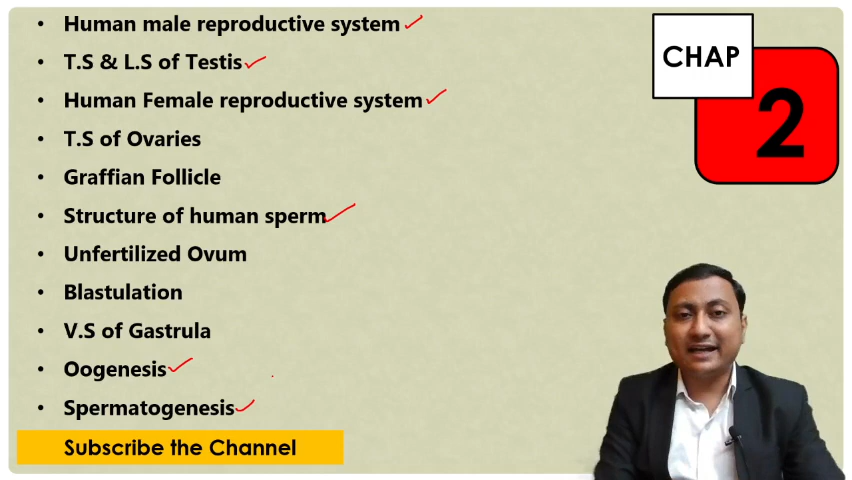 • Human male reproductive system
• T.S & L.S of Testis
• Human Female reproductive system
• T.S of Ovaries
• Graffian Follicle
• Structure of human sperm
• Unfertilized Ovum
• Blastulation
• V.S of Gastrula
• Oogenesis
• Spermatogenesis
Subscribe the Channel
CHAP
2